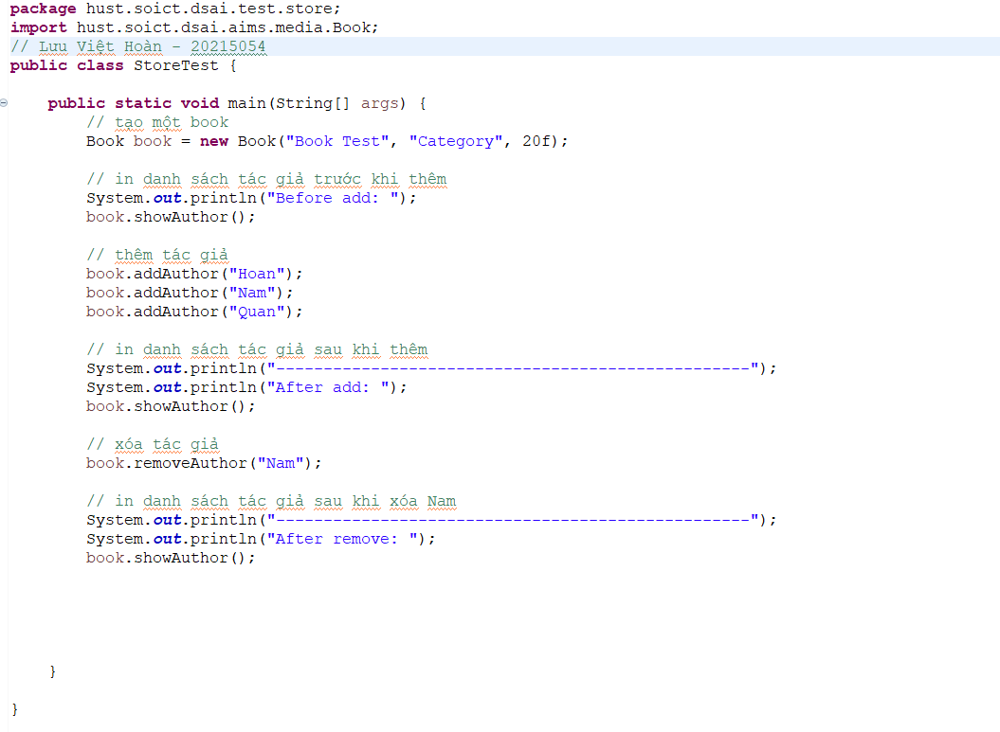 package hust.soict.dsai.test.store;
import hust.soict.dsai.aims.media.Book;
// Lưu Việt Hoàn - 20215054
public class StoreTest {
public static void main(String[] args) {
// tạo một book
Book book = new Book("Book Test", "Category", 20f);
// in danh sách tác giả trước khi thêm
System.out.println("Before add: ");
book.showAuthor();
// thêm tác giả
book.addAuthor("Hoan");
book.addAuthor("Nam");
book.addAuthor("Quan");
// in danh sách tác giả sau khi thêm
System.out.println("--------------------------------------------------");
System.out.println("After add: ");
book.showAuthor();
// xóa tác giả
book.removeAuthor("Nam");
// in danh sách tác giả sau khi xóa Nam
System.out.println("--------------------------------------------------");
System.out.println("After remove: ");
book.showAuthor();
}
}